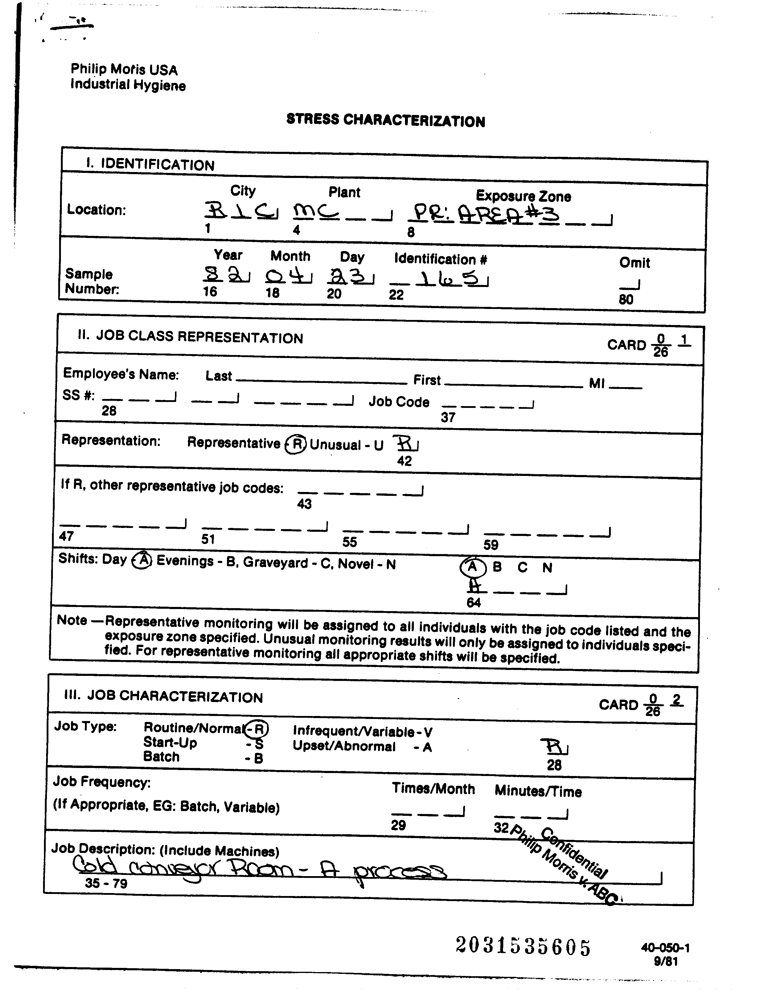 Philip Moris USA
Industrial Hygiene
STRESS CHARACTERIZATION
I. IDENTIFICATION
City Plant Exposure Zone
Location: RIC MC _ _ PRI AREA #3 _ _
1 4 8
Year Month Day Identification # Omit
Sample Number: 82 04 23 _ 165 _
16 18 20 22 80
II. JOB CLASS REPRESENTATION CARD 0 1
26
Employee's Name: Last ____ First ____ MI ____
SS #: _ _ _ _ _ _ _ _ _ Job Code _ _ _ _
28 37
Representation: Representative - R Unusual - U R
42
If R, other representative job codes: _ _ _ _
43
_ _ _ _ _ _ _ _ _ _ _ _ _ _ _ _
47 51 55 59
Shifts: Day - A Evenings - B, Graveyard - C, Novel - N A B C N
A _ _ _
64
Note — Representative monitoring will be assigned to all individuals with the job code listed and the
exposure zone specified. Unusual monitoring results will only be assigned to individuals speci-
fied. For representative monitoring all appropriate shifts will be specified.
III. JOB CHARACTERIZATION CARD 0 2
26
Job Type: Routine/Normal - R Infrequent/Variable - V
Start-Up - S Upset/Abnormal - A R
Batch - B 28
Job Frequency: Times/Month Minutes/Time
(If Appropriate, EG: Batch, Variable) _ _ _ _ _ _
29 32
Job Description: (Include Machines)
Cold conveyor Room - A process
35 - 79
Confidential
Philip Morris v. ABC
2031535605
40-050-1
9/81